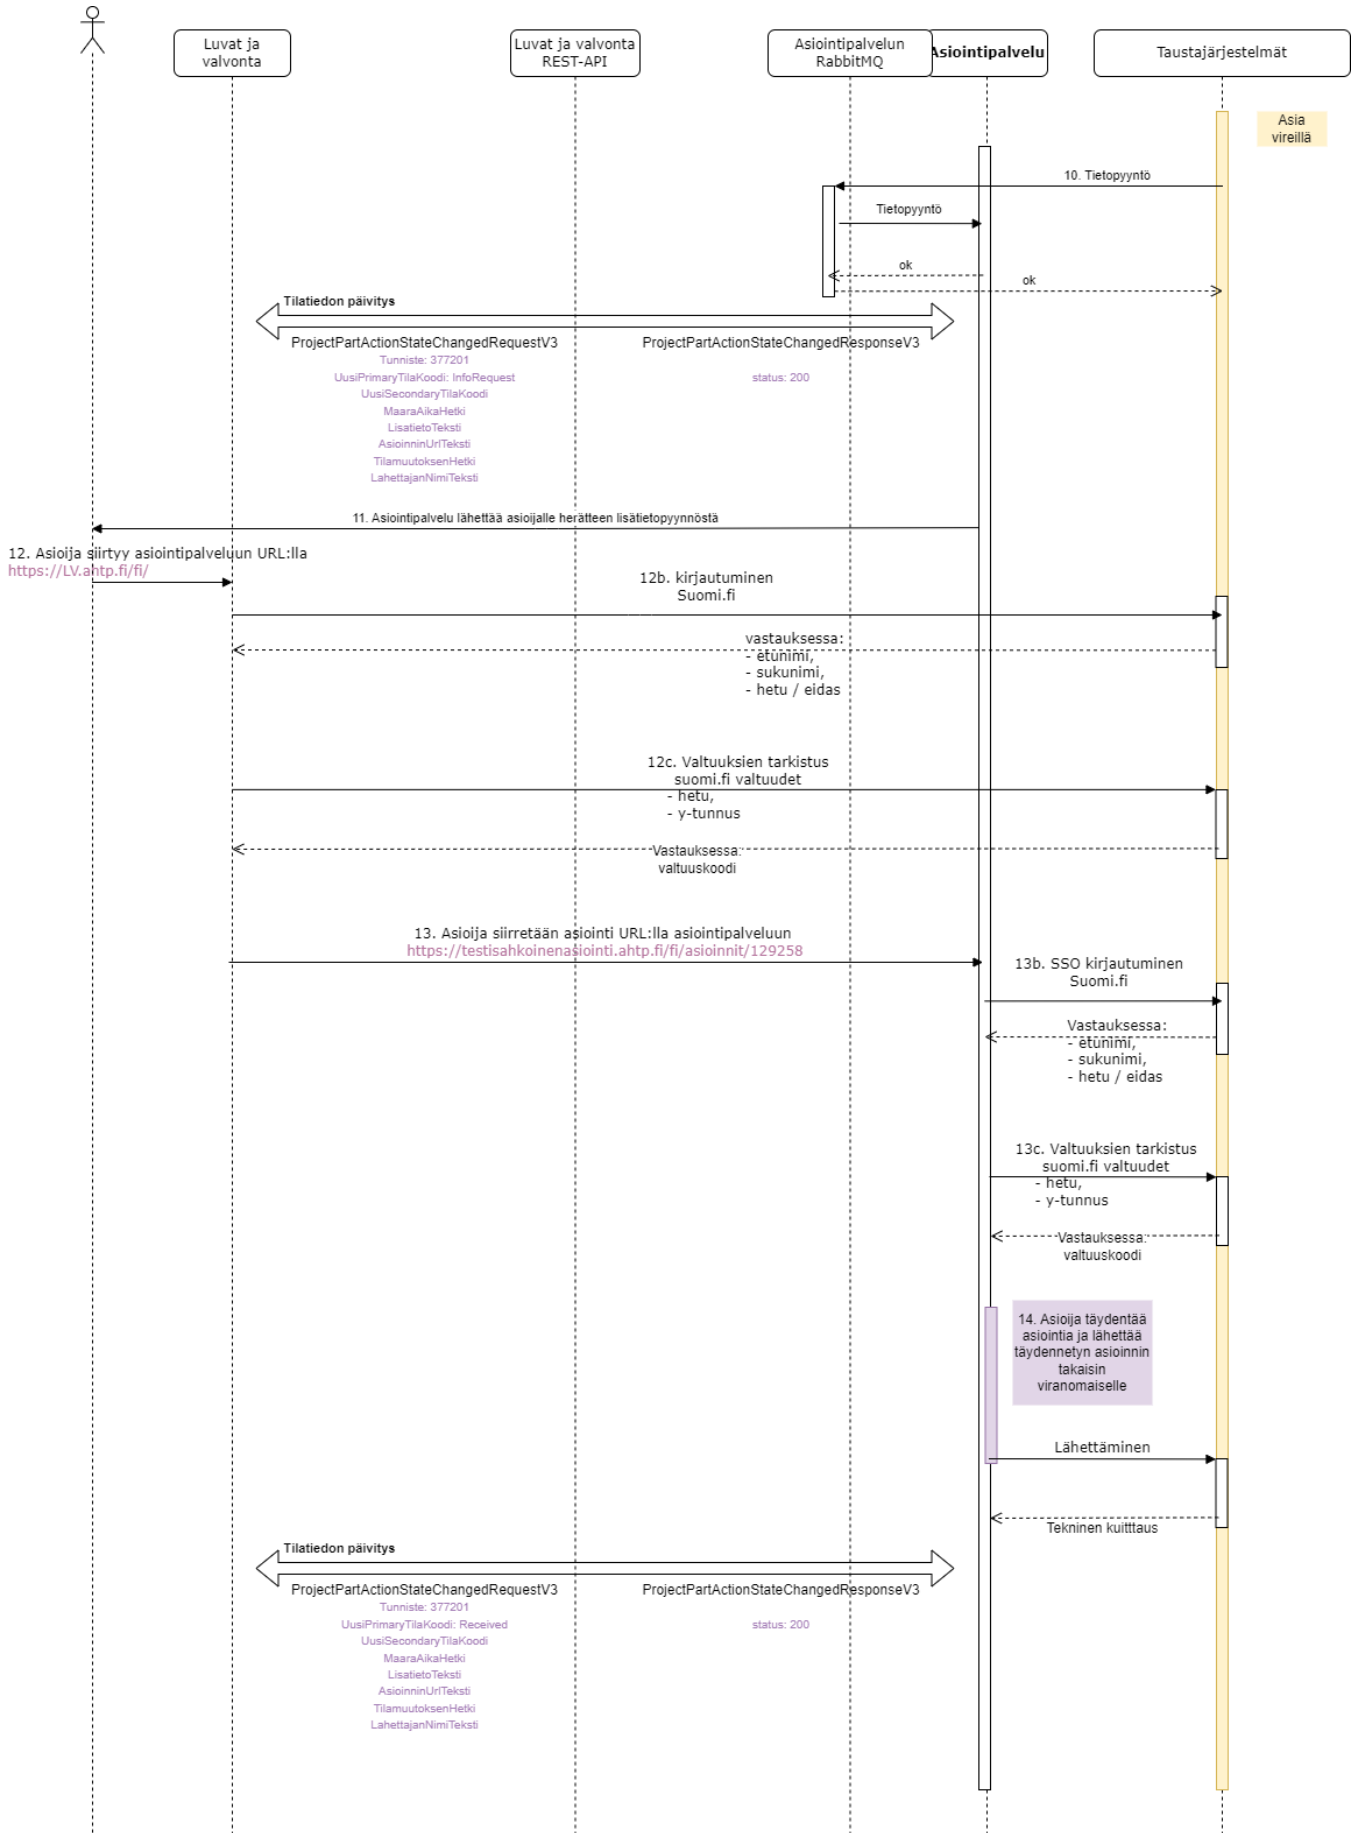 Luvat ja
valvonta
Luvat ja valvonta
REST-API
Asiointipalvelun
RabbitMQ
Asiointipalvelu
Taustajärjestelmät
Asia
vireillä
10. Tietopyyntö
Tietopyyntö
ok
ok
Tilatiedon päivitys
ProjectPartActionStateChangedRequestV3
ProjectPartActionStateChangedResponseV3
Tunniste: 377201
UusiPrimaryTilaKoodi: InfoRequest
status: 200
UusiSecondaryTilaKoodi
MaaraAikaHetki
LisatietoTeksti
AsioinninUrlTeksti
TilamuutoksenHetki
LahettajanNimiTeksti
11. Asiointipalvelu lähettää asioijalle herätteen lisätietopyynnöstä
12. Asioija siirtyy asiointipalveluun URL:lla
https://LV.ahtp.fi/fi/
12b. kirjautuminen
Suomi.fi
vastauksessa:
- etunimi,
- sukunimi,
- hetu / eidas
12c. Valtuuksien tarkistus
suomi.fi valtuudet
- hetu,
- y-tunnus
Vastauksessa:
valtuuskoodi
13. Asioija siirretään asiointi URL:lla asiointipalveluun
https://testisahkoinenasiointi.ahtp.fi/fi/asioinnit/129258
13b. SSO kirjautuminen
Suomi.fi
Vastauksessa:
- etunimi,
- sukunimi,
- hetu / eidas
13c. Valtuuksien tarkistus
suomi.fi valtuudet
- hetu,
- y-tunnus
Vastauksessa:
valtuuskoodi
14. Asioija täydentää
asiointia ja lähettää
täydennetyn asioinnin
takaisin
viranomaiselle
Lähettäminen
Tekninen kuitttaus
Tilatiedon päivitys
ProjectPartActionStateChangedRequestV3
ProjectPartActionStateChangedResponseV3
Tunniste: 377201
UusiPrimaryTilaKoodi: Received
status: 200
UusiSecondaryTilaKoodi
MaaraAikaHetki
LisatietoTeksti
AsioinninUrlTeksti
TilamuutoksenHetki
LahettajanNimiTeksti